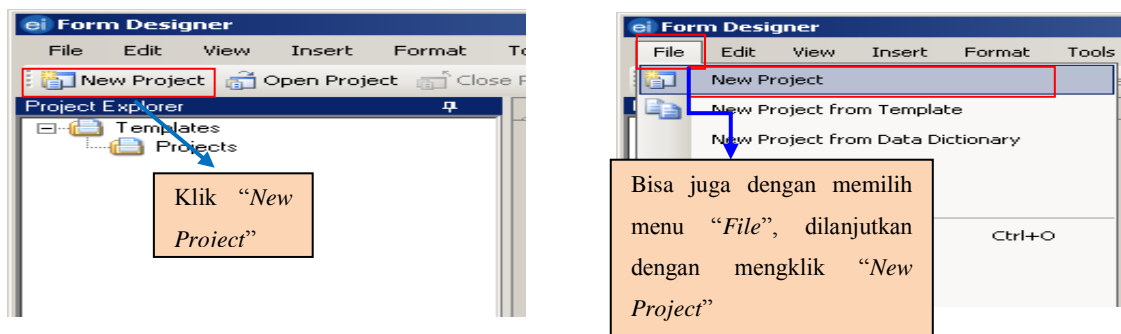 ei Form Designer
File Edit View Insert Format
New Project Open Project Close
Project Explorer
Templates
Projects
Klik “New
Project”
ei Form Designer
File Edit View Insert Format Tools
New Project
New Project from Template
New Project from Data Dictionary
Ctrl+O
Bisa juga dengan memilih
menu “File”, dilanjutkan
dengan mengklik “New
Project”